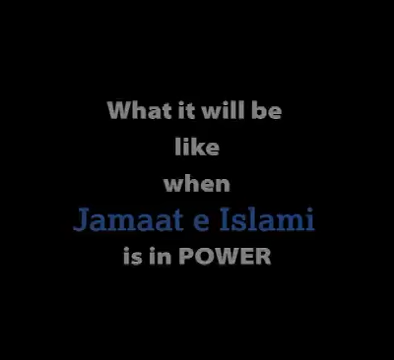 What it will be
like
when
Jamaat e Islami
is in POWER